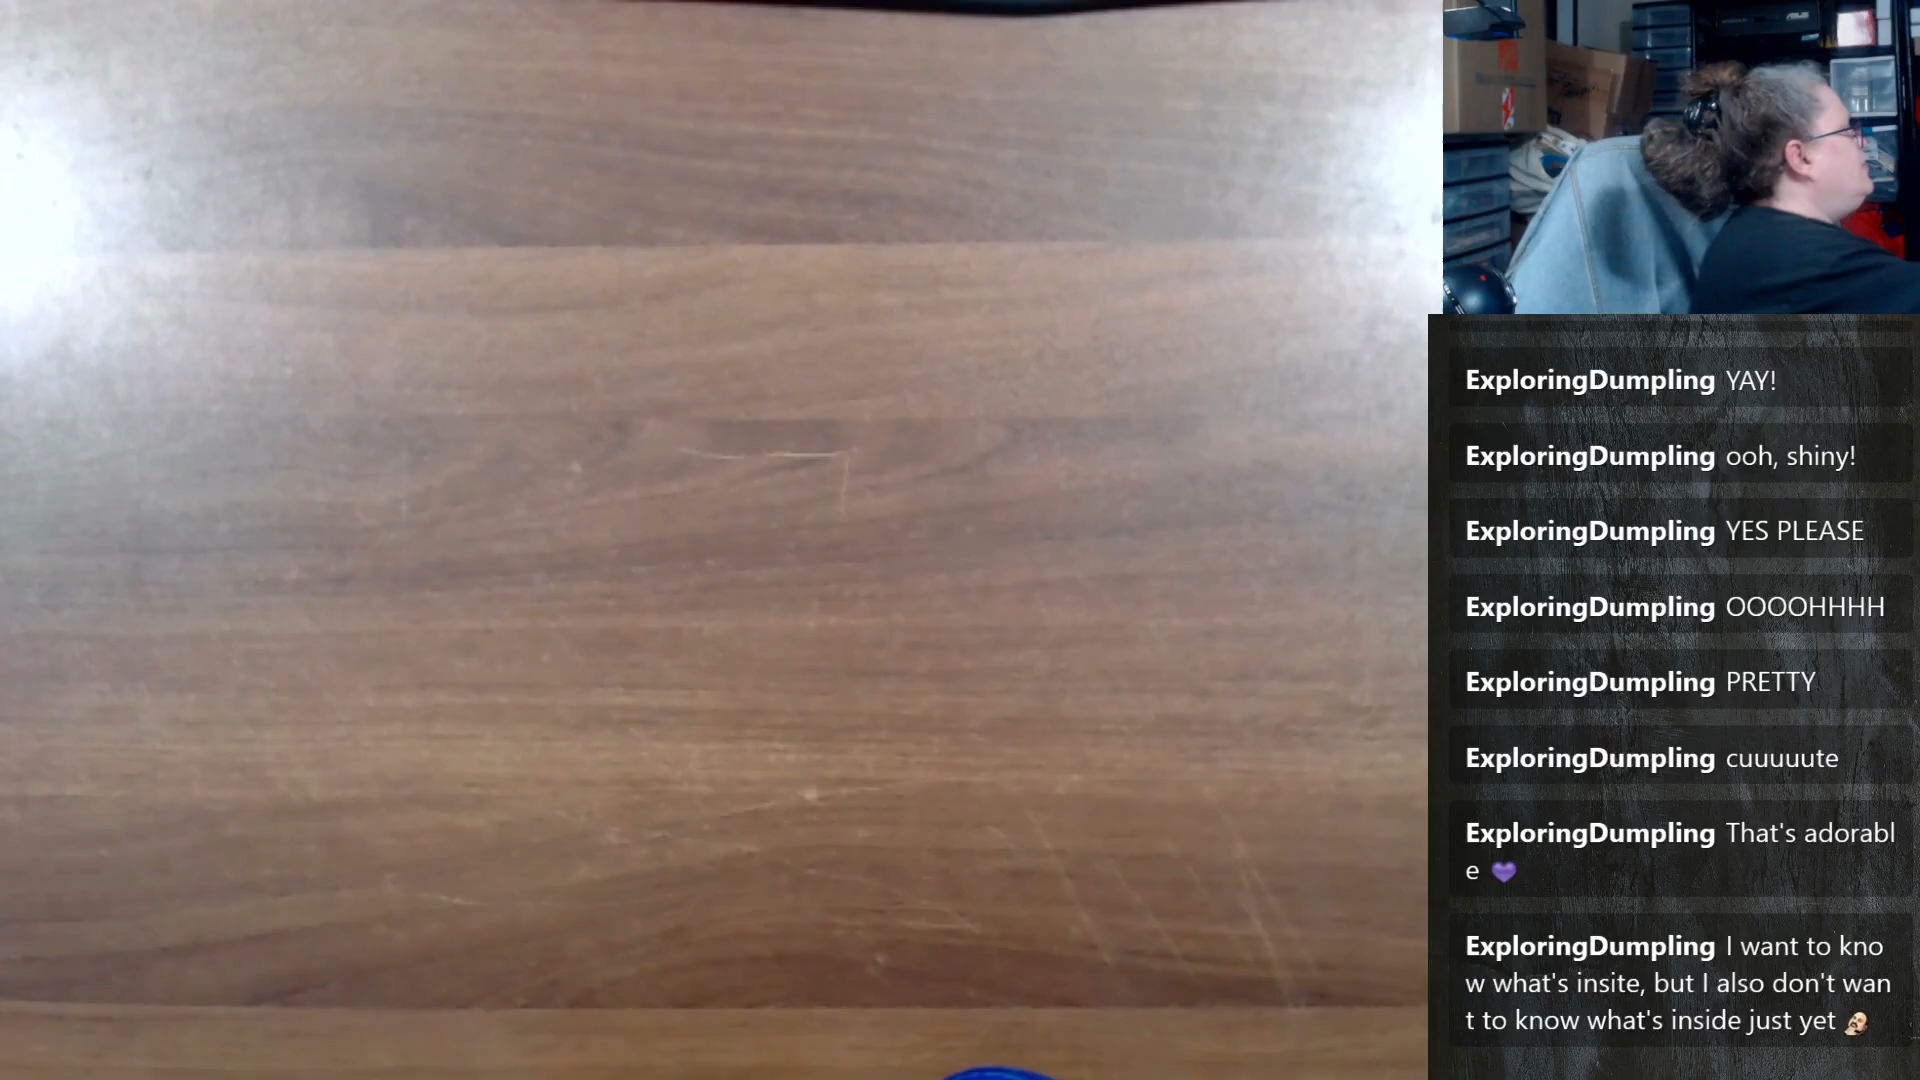 ASUS
ExploringDumpling YAY!
ExploringDumpling ooh, shiny!
ExploringDumpling YES PLEASE
ExploringDumpling OOOOHHHH
ExploringDumpling PRETTY
ExploringDumpling cuuuuute
ExploringDumpling That's adorabl
e 💜
ExploringDumpling I want to kno
w what's insite, but I also don't wan
t to know what's inside just yet